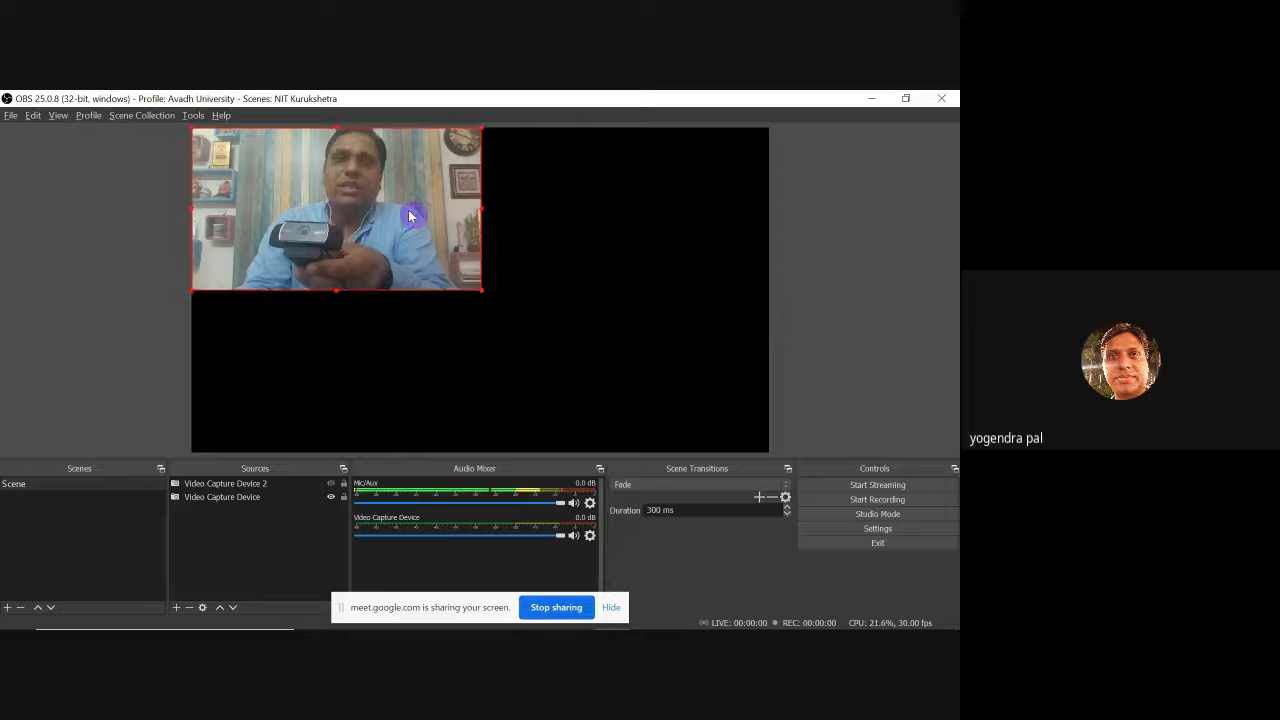 OBS 25.0.8 (32-bit, windows) - Profile: Avadh University - Scenes: NIT Kurukshetra
File Edit View Profile Scene Collection Tools Help
Scenes
Scene
Sources
Video Capture Device 2
Video Capture Device
Audio Mixer
Mic/Aux 0.0 dB
Video Capture Device 0.0 dB
Scene Transitions
Fade
Duration 300 ms
Controls
Start Streaming
Start Recording
Studio Mode
Settings
Exit
meet.google.com is sharing your screen. Stop sharing Hide
LIVE: 00:00:00 REC: 00:00:00 CPU: 21.6%, 30.00 fps
yogendra pal